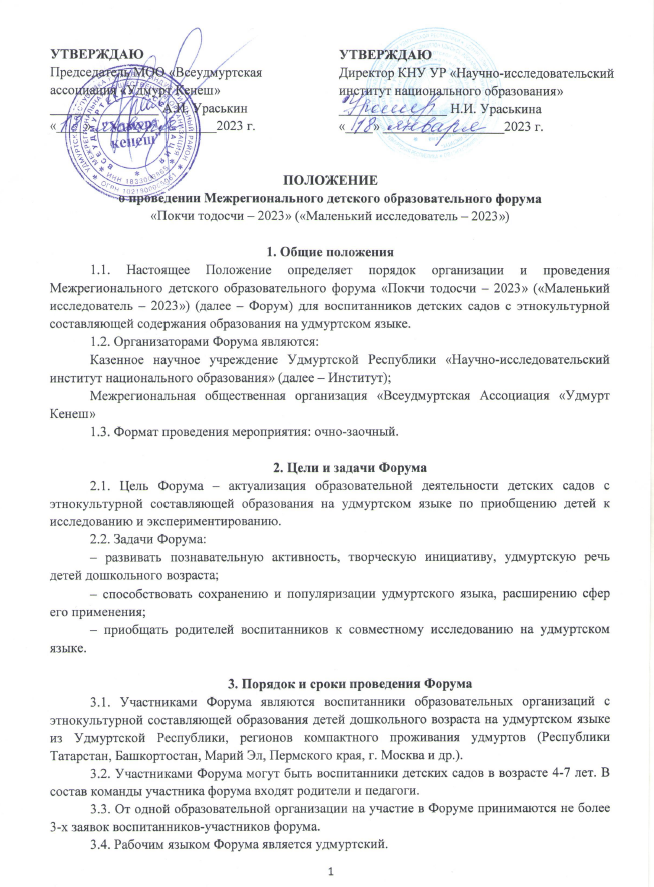 УТВЕРЖДАЮ
Председатель МОО «Всеудмуртская
ассоциация «Удмурт Кенеш»
А.И. Ураськин
«18» 2023 г.
УТВЕРЖДАЮ
Директор КНУ УР «Научно-исследовательский
институт национального образования»
Н.И. Ураськина
«18» января 2023 г.
"Удмурт
кенеш"
ПОЛОЖЕНИЕ
о проведении Межрегионального детского образовательного форума
«Покчи тодосчи – 2023» («Маленький исследователь – 2023»)
1. Общие положения
1.1. Настоящее Положение определяет порядок организации и проведения
Межрегионального детского образовательного форума «Покчи тодосчи – 2023» («Маленький
исследователь – 2023») (далее – Форум) для воспитанников детских садов с этнокультурной
составляющей содержания образования на удмуртском языке.
1.2. Организаторами Форума являются:
Казенное научное учреждение Удмуртской Республики «Научно-исследовательский
институт национального образования» (далее – Институт);
Межрегиональная общественная организация «Всеудмуртская Ассоциация «Удмурт
Кенеш»
1.3. Формат проведения мероприятия: очно-заочный.
2. Цели и задачи Форума
2.1. Цель Форума – актуализация образовательной деятельности детских садов с
этнокультурной составляющей образования на удмуртском языке по приобщению детей к
исследованию и экспериментированию.
2.2. Задачи Форума:
– развивать познавательную активность, творческую инициативу, удмуртскую речь
детей дошкольного возраста;
– способствовать сохранению и популяризации удмуртского языка, расширению сфер
его применения;
– приобщать родителей воспитанников к совместному исследованию на удмуртском
языке.
3. Порядок и сроки проведения Форума
3.1. Участниками Форума являются воспитанники образовательных организаций с
этнокультурной составляющей образования детей дошкольного возраста на удмуртском языке
из Удмуртской Республики, регионов компактного проживания удмуртов (Республики
Татарстан, Башкортостан, Марий Эл, Пермского края, г. Москва и др.).
3.2. Участниками Форума могут быть воспитанники детских садов в возрасте 4-7 лет. В
состав команды участника форума входят родители и педагоги.
3.3. От одной образовательной организации на участие в Форуме принимаются не более
3-х заявок воспитанников-участников форума.
3.4. Рабочим языком Форума является удмуртский.
1